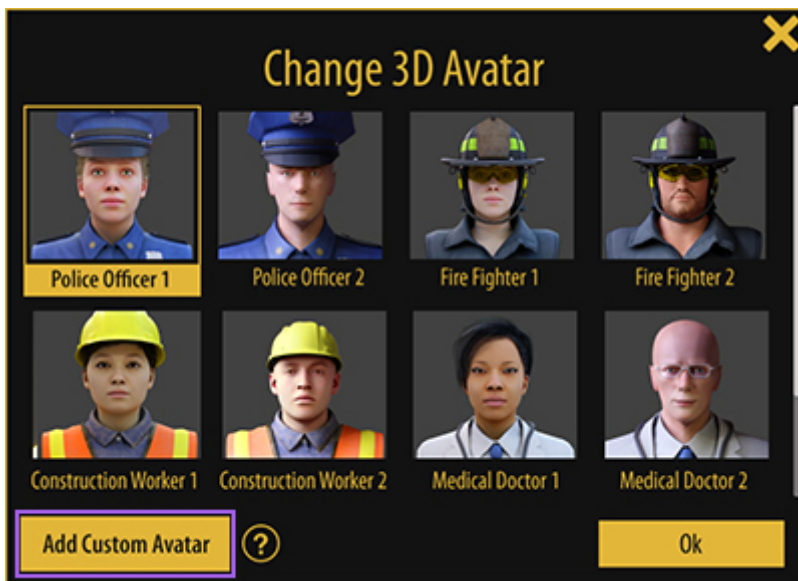 Change 3D Avatar
Police Officer 1
Police Officer 2
Fire Fighter 1
Fire Fighter 2
Construction Worker 1
Construction Worker 2
Medical Doctor 1
Medical Doctor 2
Add Custom Avatar
?
Ok